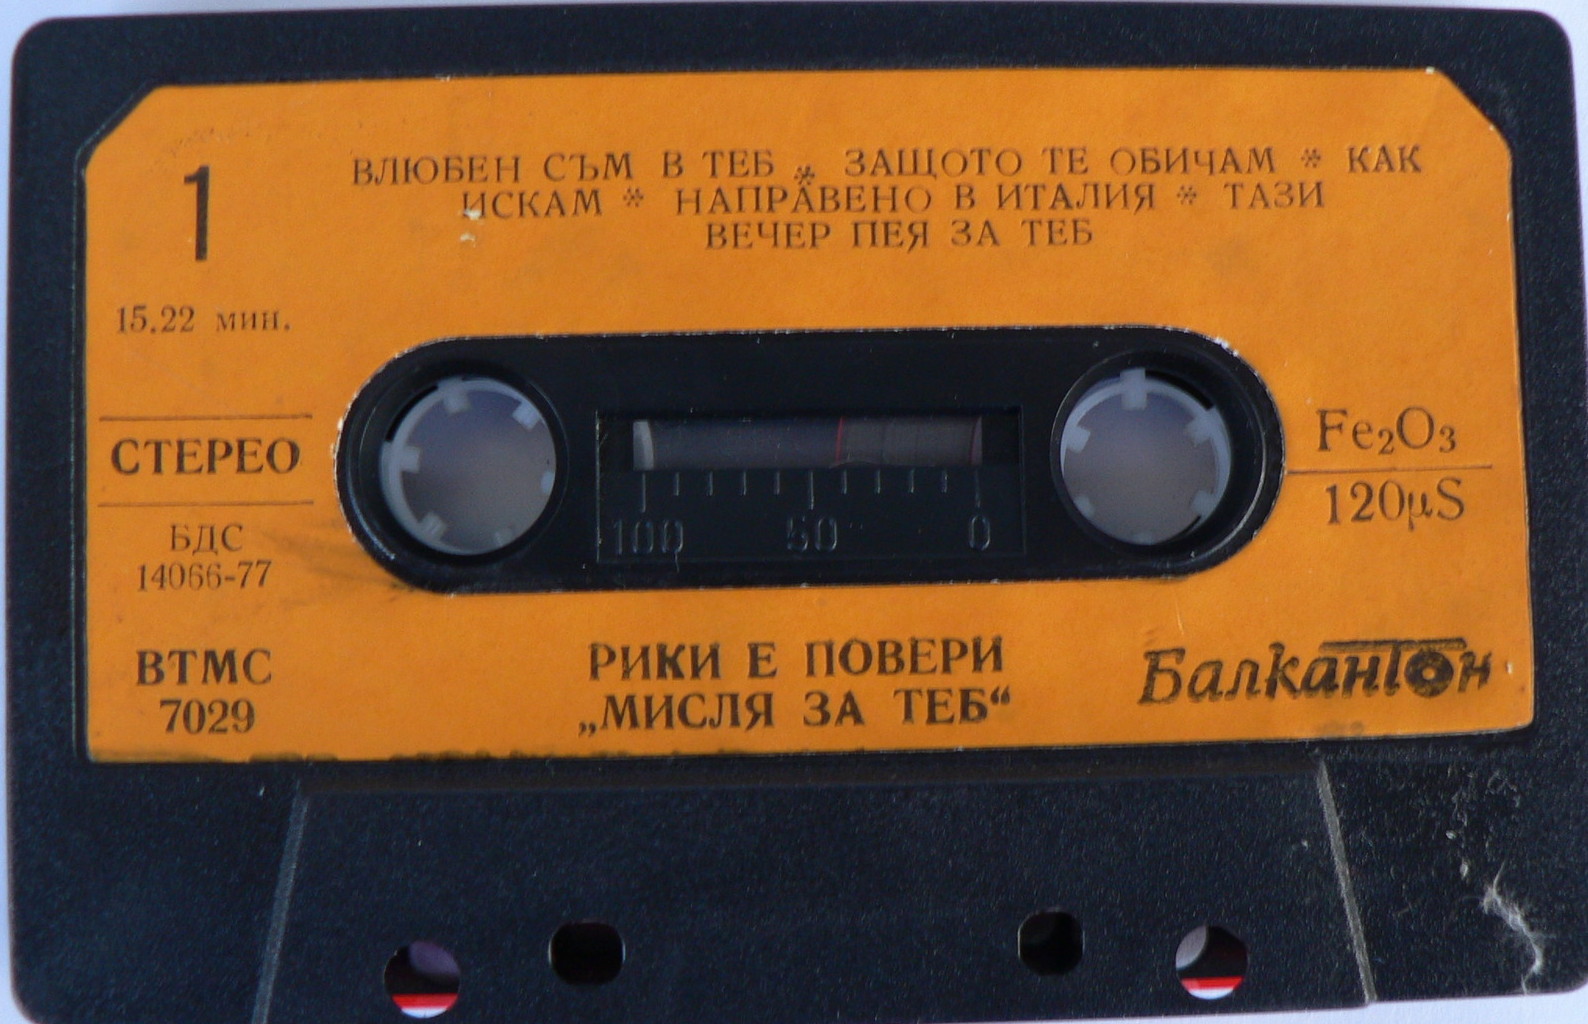 1
ВЛЮБЕН СЪМ В ТЕБ * ЗАЩОТО ТЕ ОБИЧАМ * КАК
ИСКАМ * НАПРАВЕНО В ИТАЛИЯ * ТАЗИ
ВЕЧЕР ПЕЯ ЗА ТЕБ
15.22 мин.
СТЕРЕО
БДС
14066-77
ВТМС
7029
100 50 0
Fe₂O₃
120µS
РИКИ Е ПОВЕРИ
„МИСЛЯ ЗА ТЕБ“
Балкантон